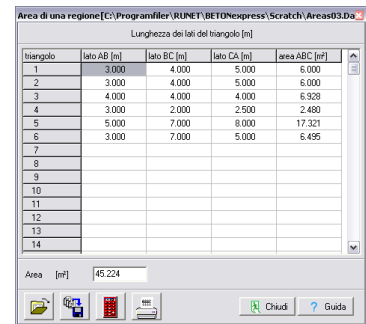 Area di una regione[C:\Programfiler\RUNET\BETONexpress\Scratch\Areas03.Da
Lunghezza dei lati del triangolo [m]
triangolo lato AB [m] lato BC [m] lato CA [m] area ABC [m²]
1 3.000 4.000 5.000 6.000
2 3.000 4.000 5.000 6.000
3 4.000 4.000 4.000 6.928
4 3.000 2.000 2.500 2.480
5 5.000 7.000 8.000 17.321
6 3.000 7.000 5.000 6.495
7
8
9
10
11
12
13
14
Area [m²] 45.224
Chiudi ? Guida